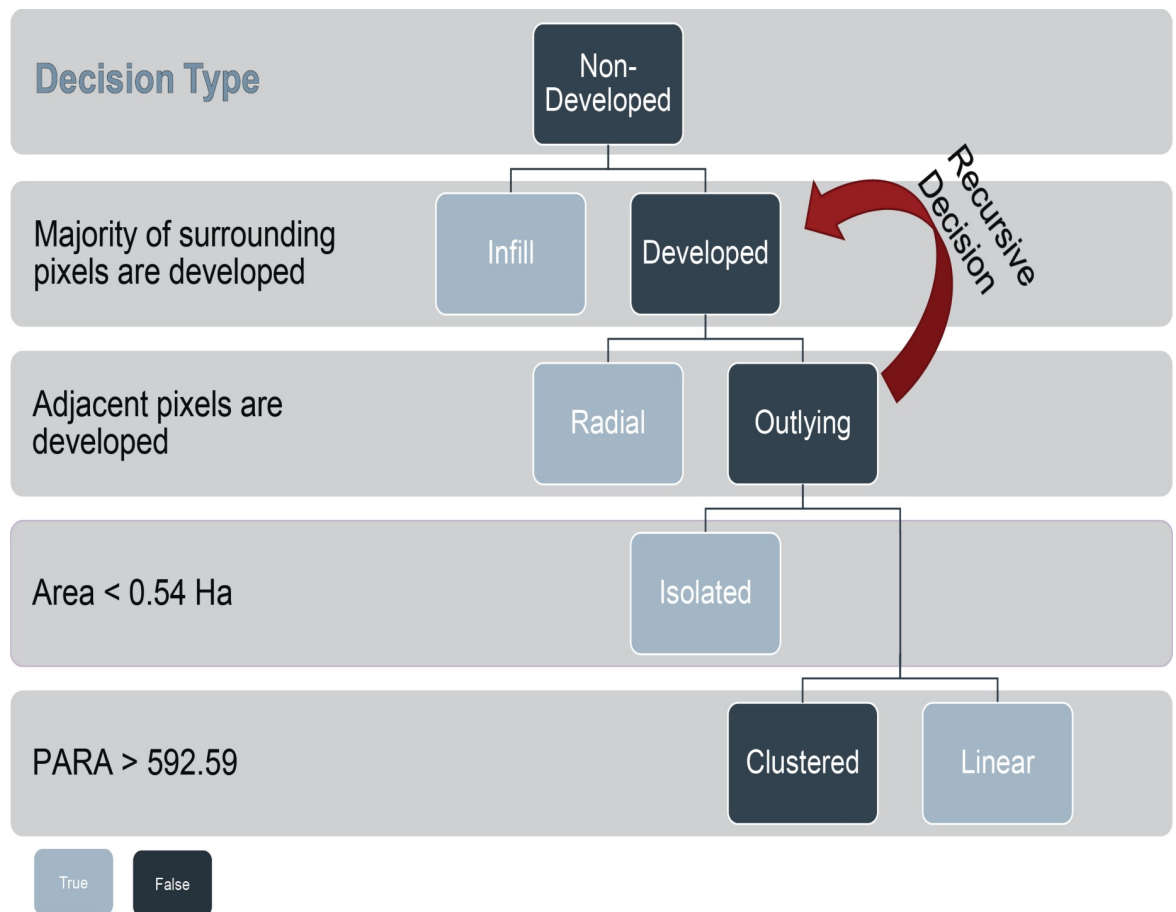 Decision Type
Non-
Developed
Majority of surrounding
pixels are developed
Infill
Developed
Recursive
Decision
Adjacent pixels are
developed
Radial
Outlying
Area < 0.54 Ha
Isolated
PARA > 592.59
Clustered
Linear
True
False